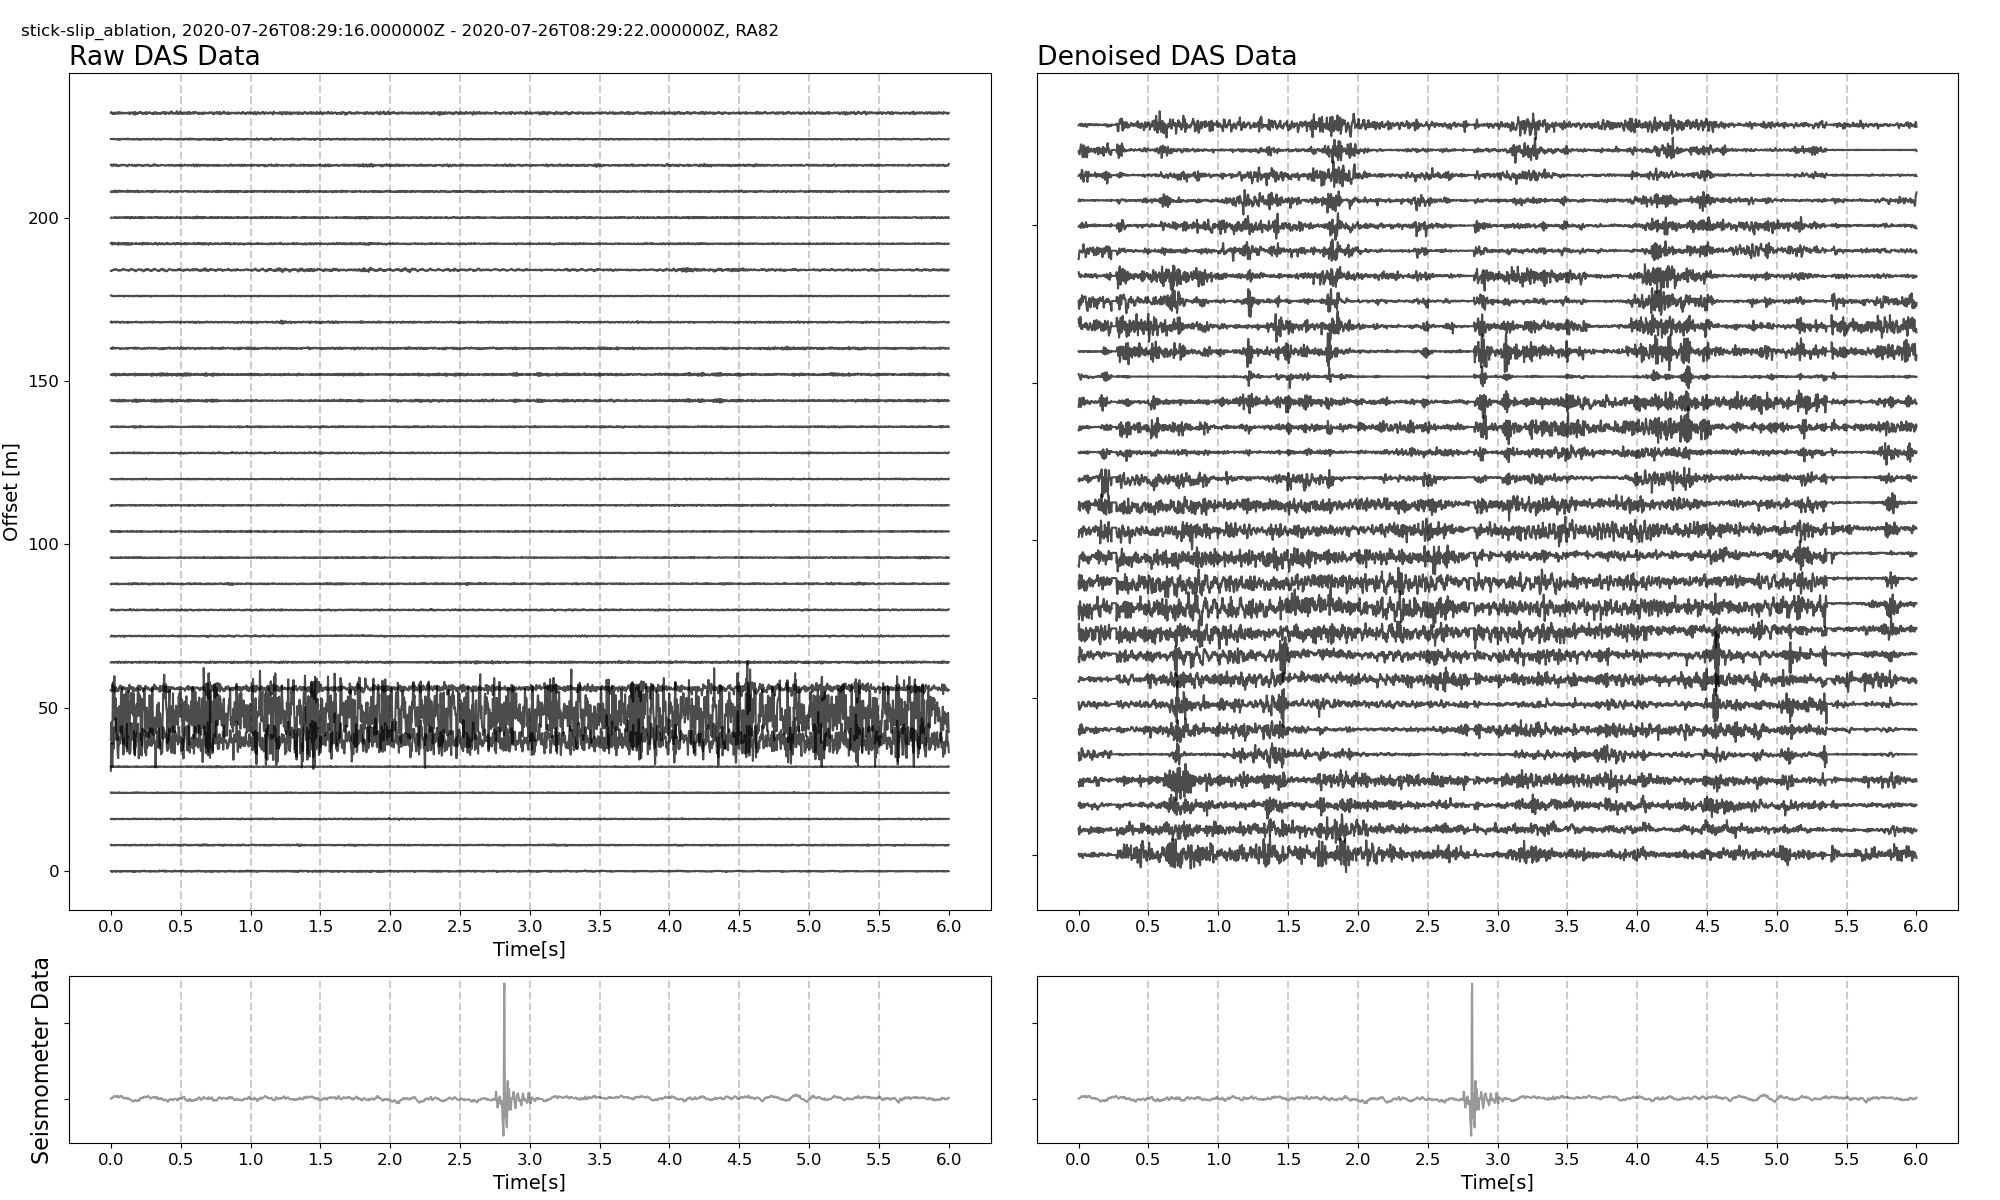 stick-slip_ablation, 2020-07-26T08:29:16.000000Z - 2020-07-26T08:29:22.000000Z, RA82
Raw DAS Data
Denoised DAS Data
Offset [m]
200
150
100
50
0
0.0 0.5 1.0 1.5 2.0 2.5 3.0 3.5 4.0 4.5 5.0 5.5 6.0
Time[s]
0.0 0.5 1.0 1.5 2.0 2.5 3.0 3.5 4.0 4.5 5.0 5.5 6.0
Seismometer Data
0.0 0.5 1.0 1.5 2.0 2.5 3.0 3.5 4.0 4.5 5.0 5.5 6.0
Time[s]
0.0 0.5 1.0 1.5 2.0 2.5 3.0 3.5 4.0 4.5 5.0 5.5 6.0
Time[s]